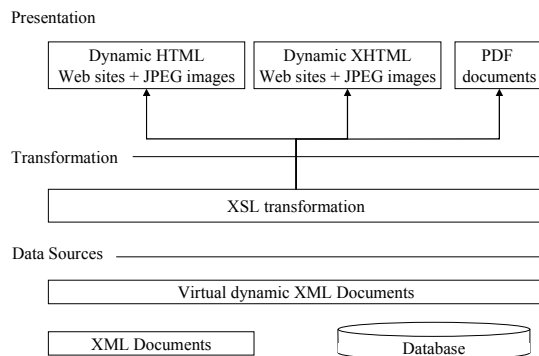 Presentation
Dynamic HTML
Web sites + JPEG images
Dynamic XHTML
Web sites + JPEG images
PDF
documents
Transformation
XSL transformation
Data Sources
Virtual dynamic XML Documents
XML Documents
Database